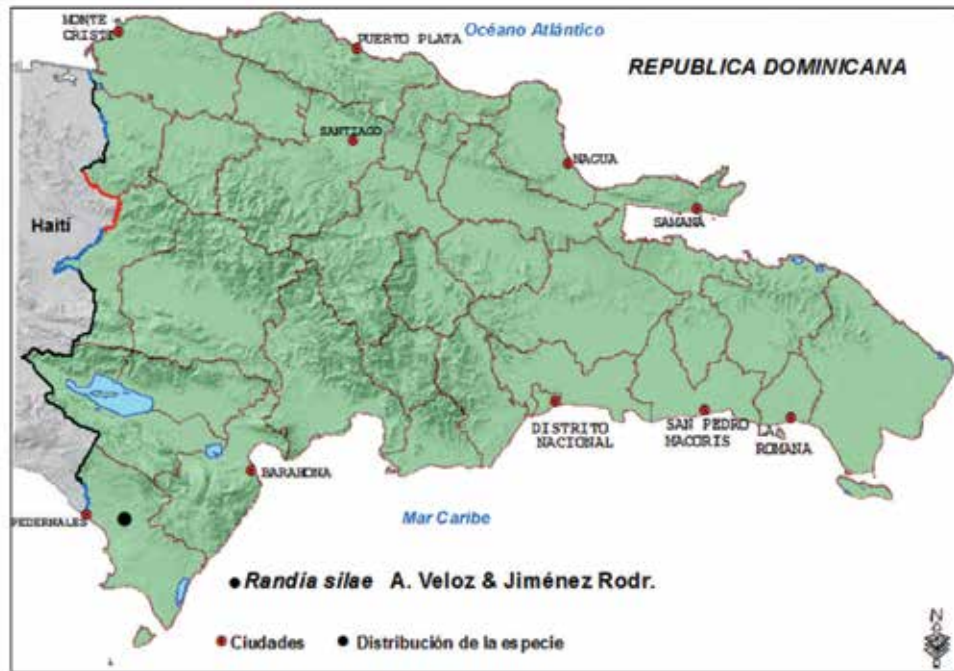 MONTE
CRISTI
PUERTO PLATA
Océano Atlántico
REPUBLICA DOMINICANA
SANTIAGO
NAGUA
SAMANÁ
Haití
DISTRITO
NACIONAL
SAN PEDRO
MACORIS
LA
ROMANA
BARAHONA
PEDERNALES
Mar Caribe
Randia silae A. Veloz & Jiménez Rodr.
Ciudades
Distribución de la especie
N